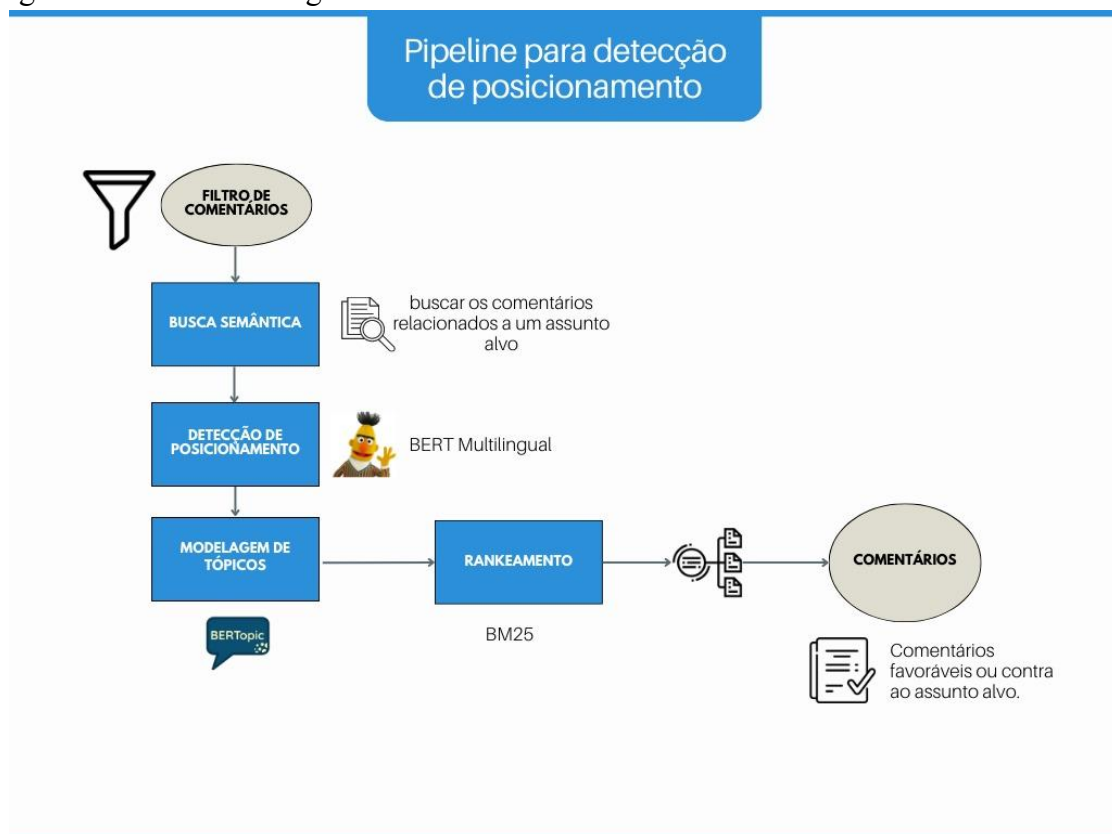 Pipeline para detecção
de posicionamento
FILTRO DE
COMENTÁRIOS
BUSCA SEMÂNTICA
buscar os comentários
relacionados a um assunto
alvo
DETECÇÃO DE
POSICIONAMENTO
BERT Multilingual
MODELAGEM DE
TÓPICOS
BERTopic
RANKEAMENTO
BM25
COMENTÁRIOS
Comentários
favoráveis ou contra
ao assunto alvo.